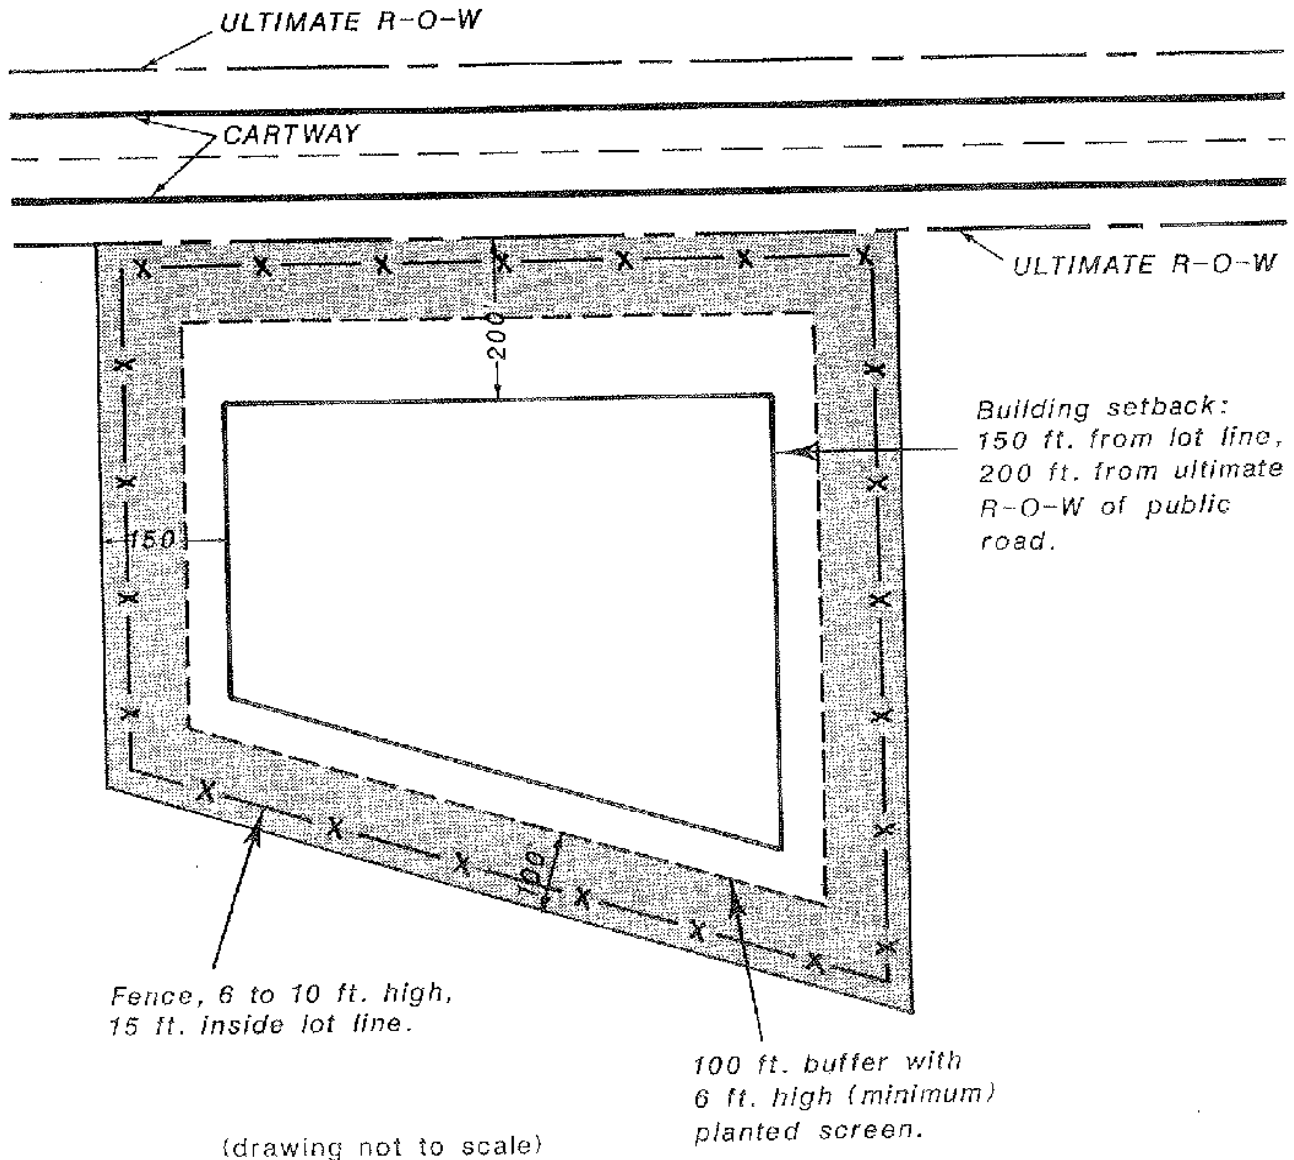 ULTIMATE R-O-W
CARTWAY
ULTIMATE R-O-W
200'
Building setback:
150 ft. from lot line,
200 ft. from ultimate
R-O-W of public
road.
150'
100'
Fence, 6 to 10 ft. high,
15 ft. inside lot line.
100 ft. buffer with
6 ft. high (minimum)
planted screen.
(drawing not to scale)